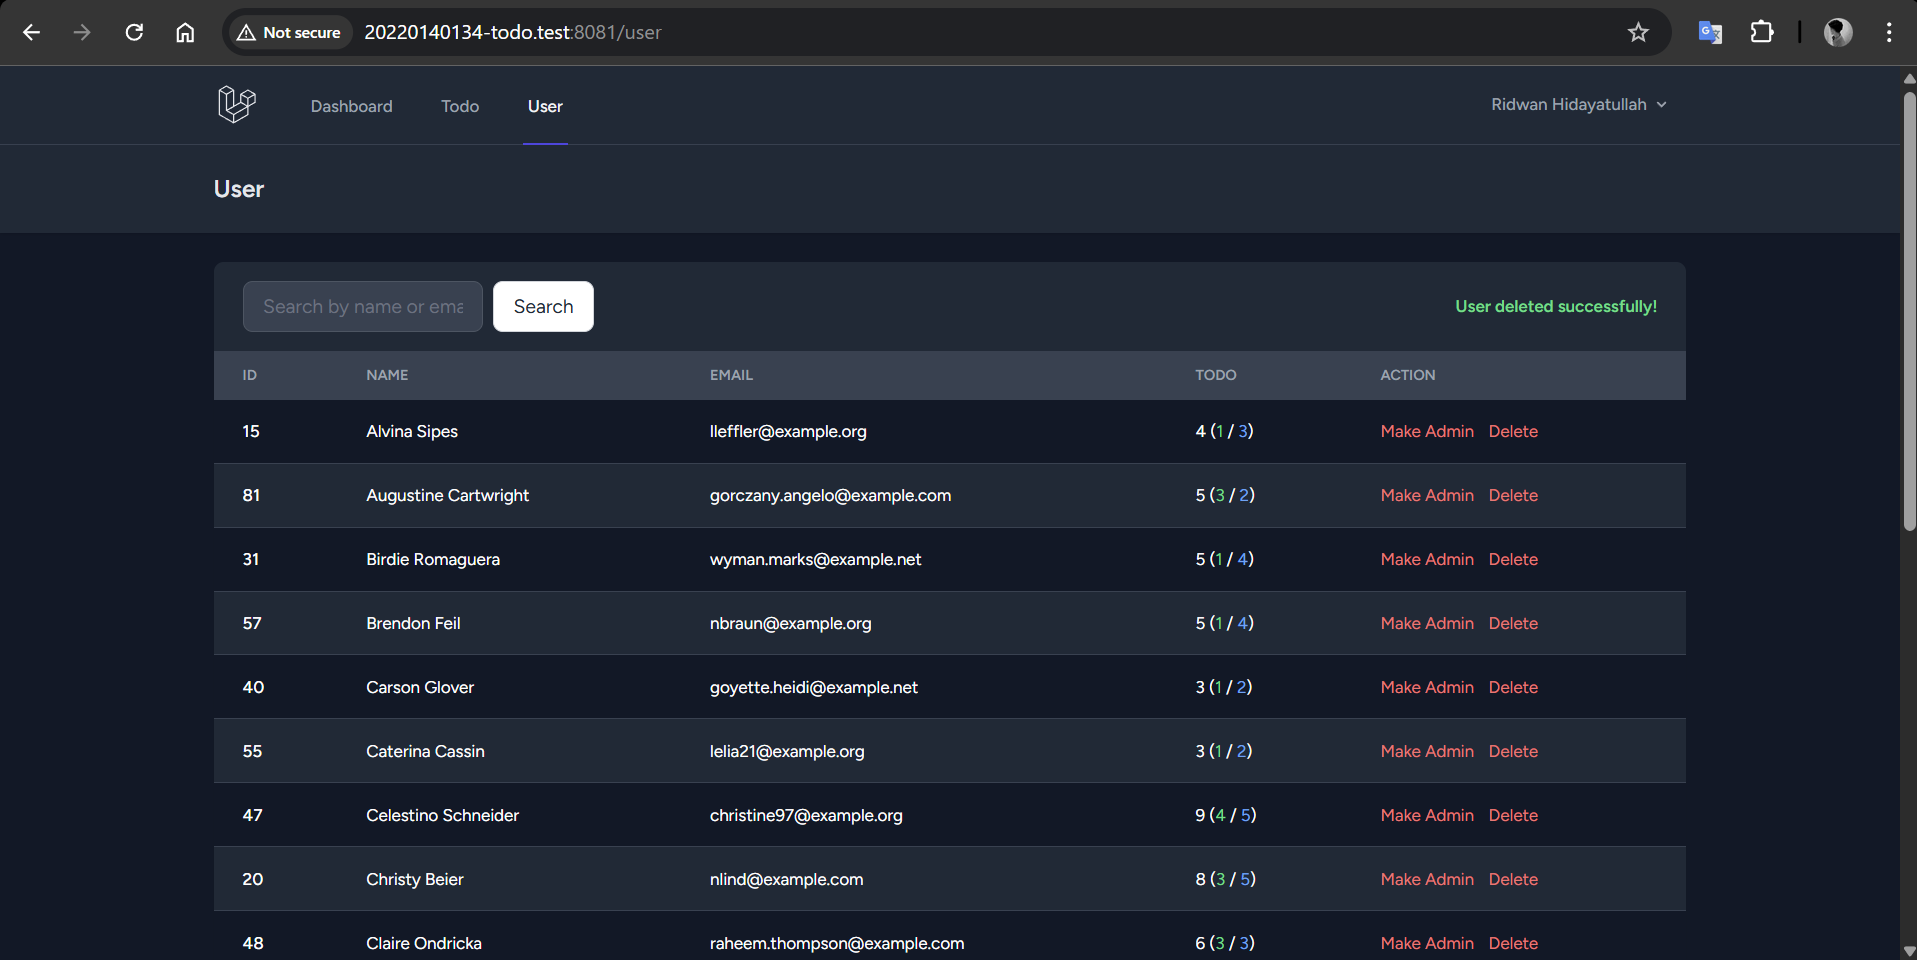 Not secure 20220140134-todo.test:8081/user
Dashboard Todo User Ridwan Hidayatullah
User
Search by name or ema Search User deleted successfully!
ID NAME EMAIL TODO ACTION
15 Alvina Sipes lleffler@example.org 4 (1 / 3) Make Admin Delete
81 Augustine Cartwright gorczany.angelo@example.com 5 (3 / 2) Make Admin Delete
31 Birdie Romaguera wyman.marks@example.net 5 (1 / 4) Make Admin Delete
57 Brendon Feil nbraun@example.org 5 (1 / 4) Make Admin Delete
40 Carson Glover goyette.heidi@example.net 3 (1 / 2) Make Admin Delete
55 Caterina Cassin lelia21@example.org 3 (1 / 2) Make Admin Delete
47 Celestino Schneider christine97@example.org 9 (4 / 5) Make Admin Delete
20 Christy Beier nlind@example.com 8 (3 / 5) Make Admin Delete
48 Claire Ondricka raheem.thompson@example.com 6 (3 / 3) Make Admin Delete